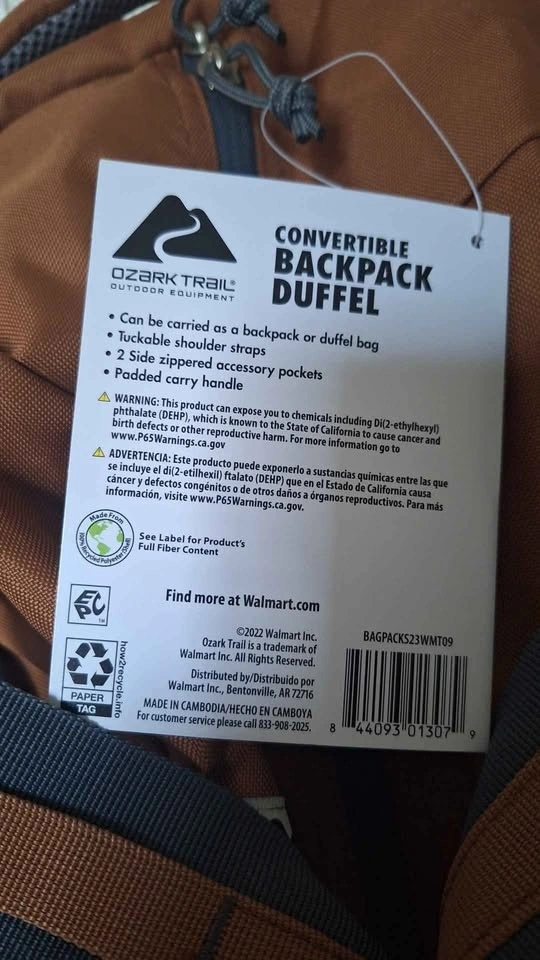 OZARK TRAIL®
OUTDOOR EQUIPMENT
CONVERTIBLE
BACKPACK
DUFFEL
• Can be carried as a backpack or duffel bag
• Tuckable shoulder straps
• 2 Side zippered accessory pockets
• Padded carry handle
WARNING: This product can expose you to chemicals including Di(2-ethylhexyl)
phthalate (DEHP), which is known to the State of California to cause cancer and
birth defects or other reproductive harm. For more information go to
www.P65Warnings.ca.gov
ADVERTENCIA: Este producto puede exponerlo a sustancias químicas entre las que
se incluye el di(2-etilhexil) ftalato (DEHP) que en el Estado de California causa
cáncer y defectos congénitos o de otros daños a órganos reproductivos. Para más
información, visite www.P65Warnings.ca.gov.
Made From
100% Recycled Polyester (Shell)
See Label for Product's
Full Fiber Content
EPC™
Find more at Walmart.com
©2022 Walmart Inc.
Ozark Trail is a trademark of
Walmart Inc. All Rights Reserved.
Distributed by/Distribuido por
Walmart Inc., Bentonville, AR 72716
MADE IN CAMBODIA/HECHO EN CAMBOYA
For customer service please call 833-908-2025.
PAPER
TAG
how2recycle.info
BAGPACKS23WMT09
8 44093 01307 9